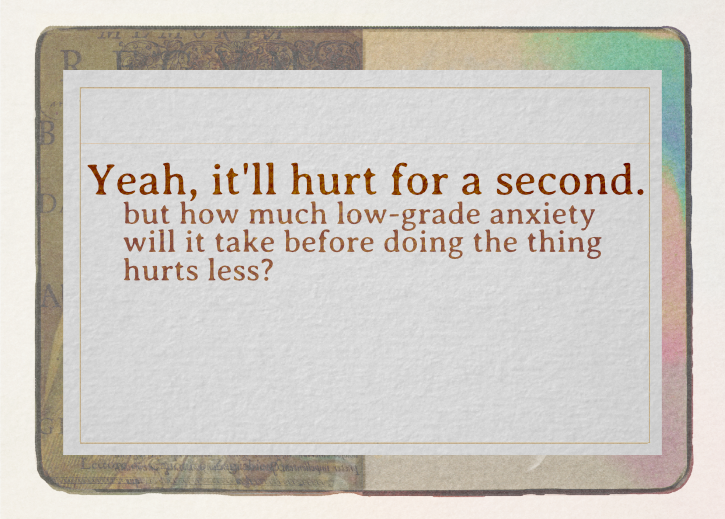 Yeah, it'll hurt for a second.
but how much low-grade anxiety
will it take before doing the thing
hurts less?